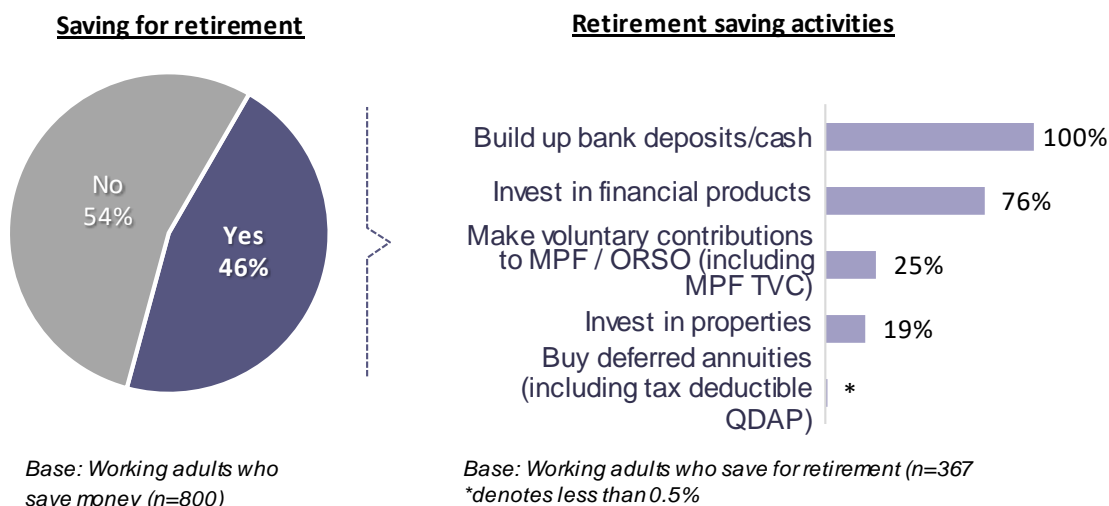 Saving for retirement
No
54%
Yes
46%
Base: Working adults who
save money (n=800)
Retirement saving activities
Build up bank deposits/cash
100%
Invest in financial products
76%
Make voluntary contributions
to MPF / ORSO (including
MPF TVC)
25%
Invest in properties
19%
Buy deferred annuities
(including tax deductible
QDAP)
*
Base: Working adults who save for retirement (n=367
*denotes less than 0.5%